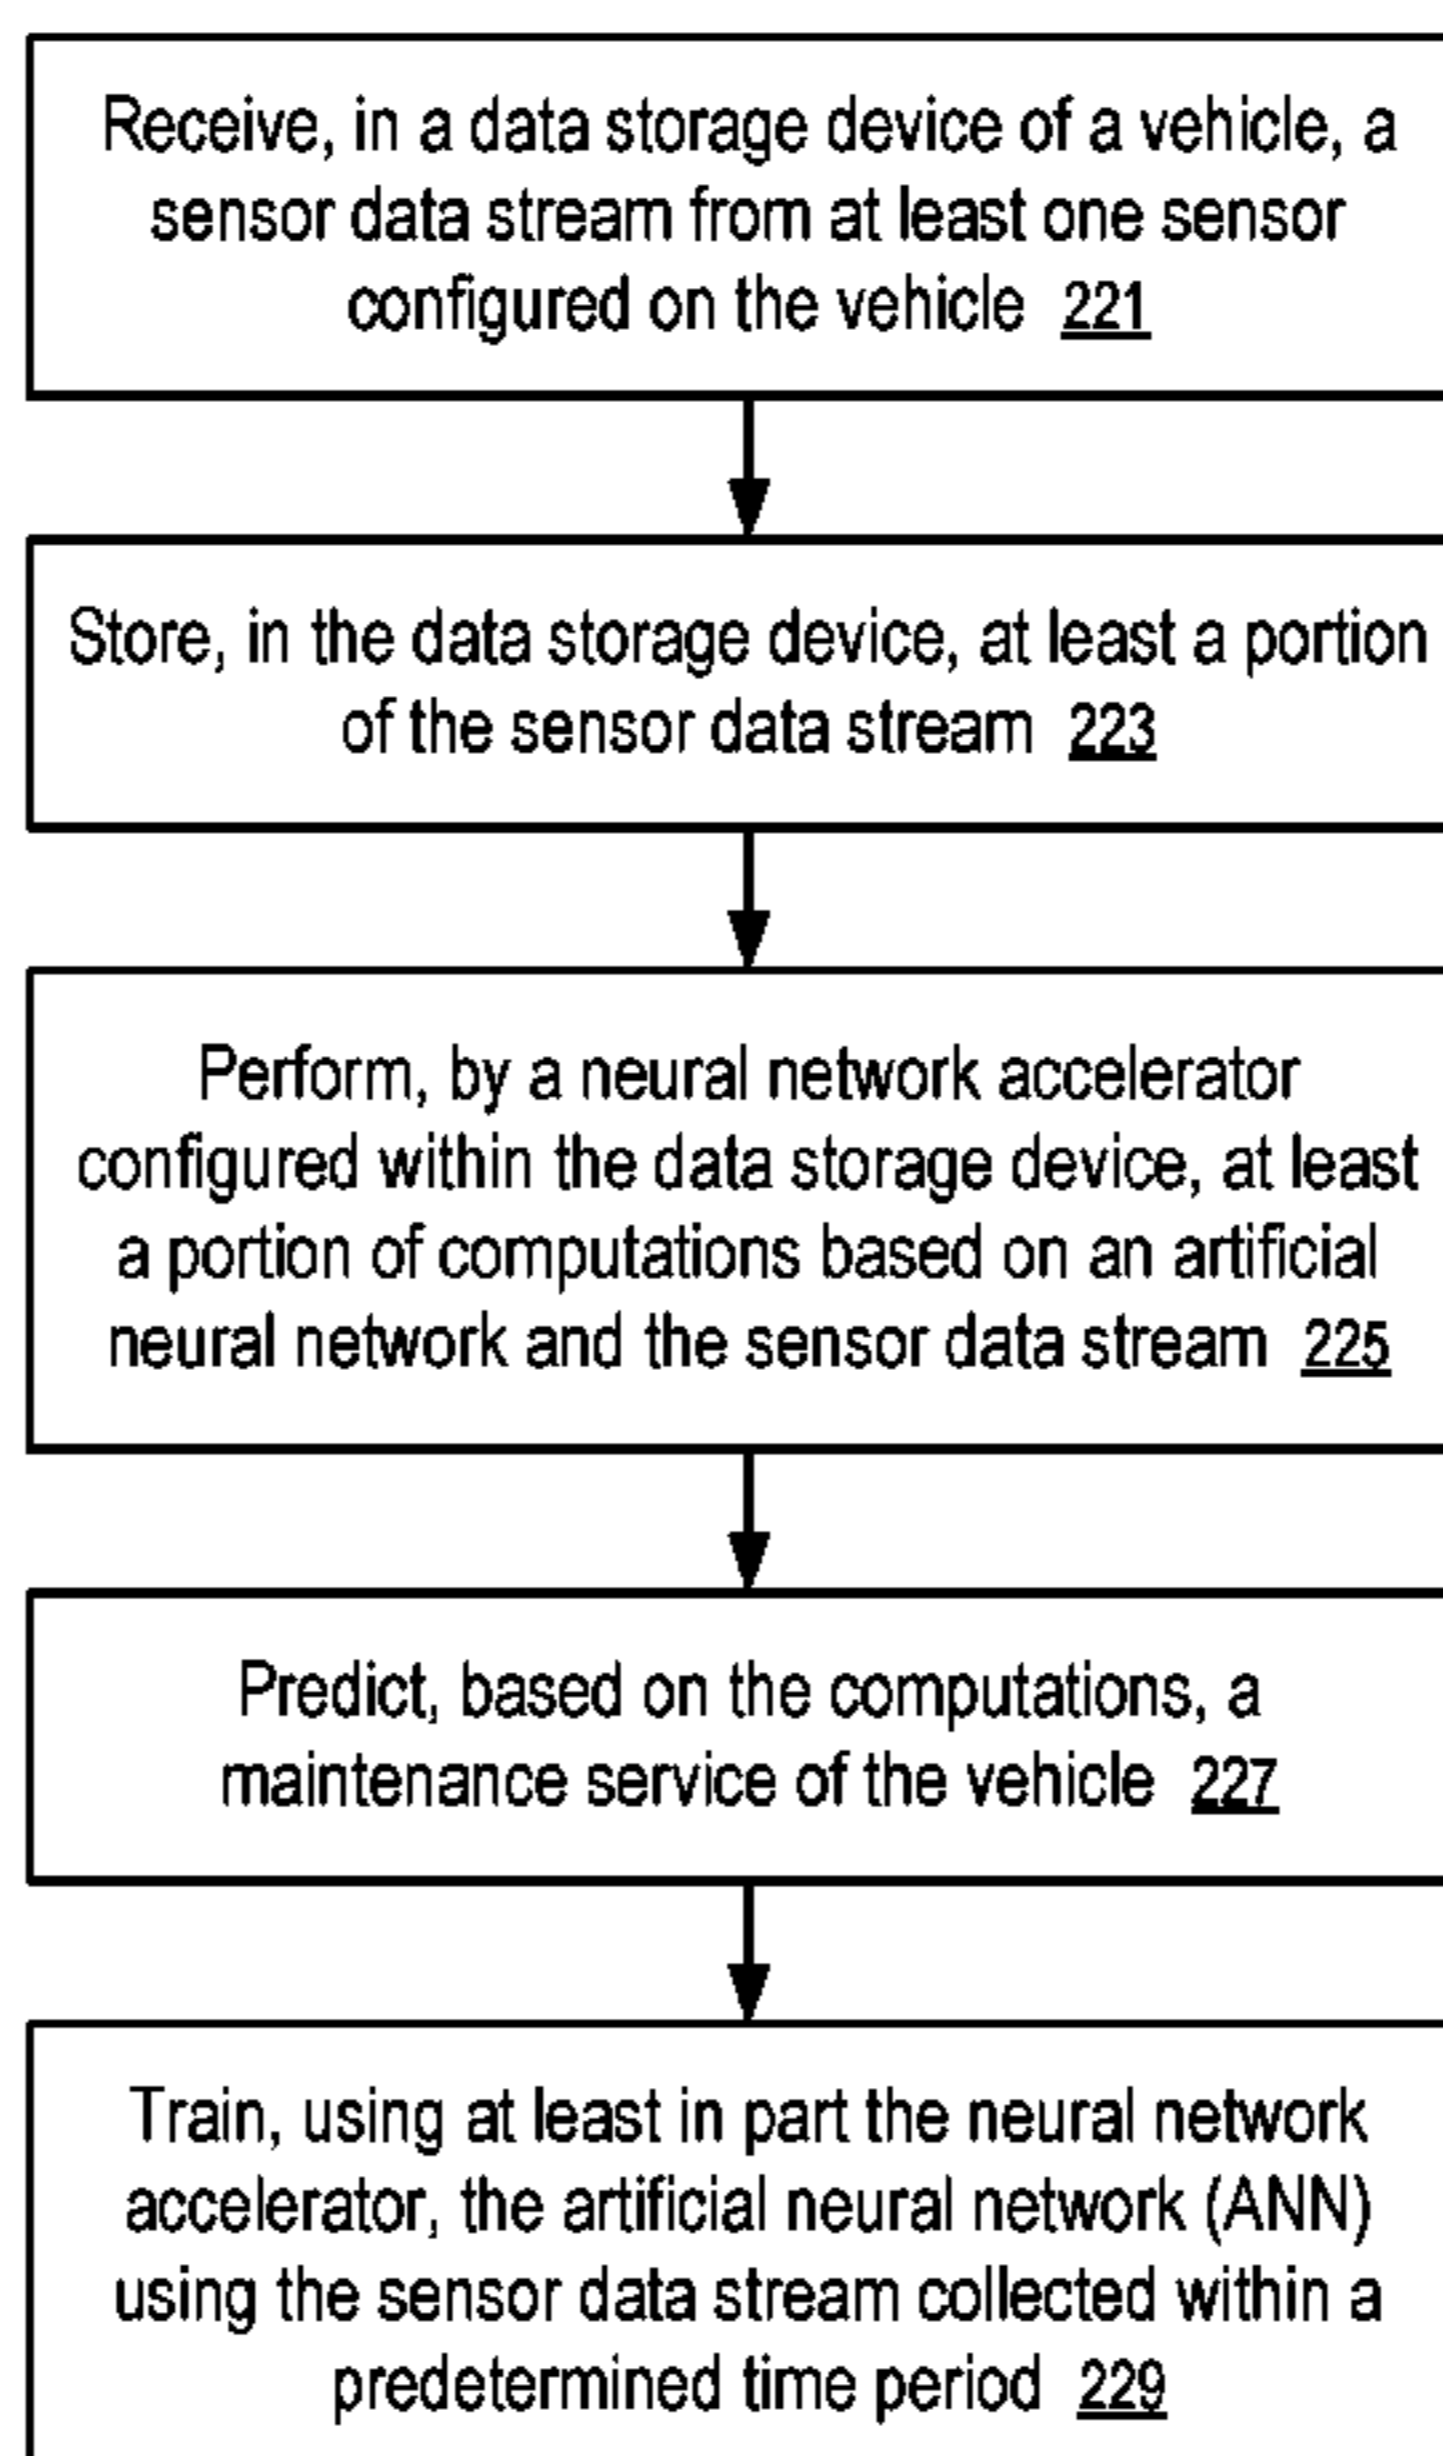 Receive, in a data storage device of a vehicle, a
sensor data stream from at least one sensor
configured on the vehicle 221
Store, in the data storage device, at least a portion
of the sensor data stream 223
Perform, by a neural network accelerator
configured within the data storage device, at least
a portion of computations based on an artificial
neural network and the sensor data stream 225
Predict, based on the computations, a
maintenance service of the vehicle 227
Train, using at least in part the neural network
accelerator, the artificial neural network (ANN)
using the sensor data stream collected within a
predetermined time period 229